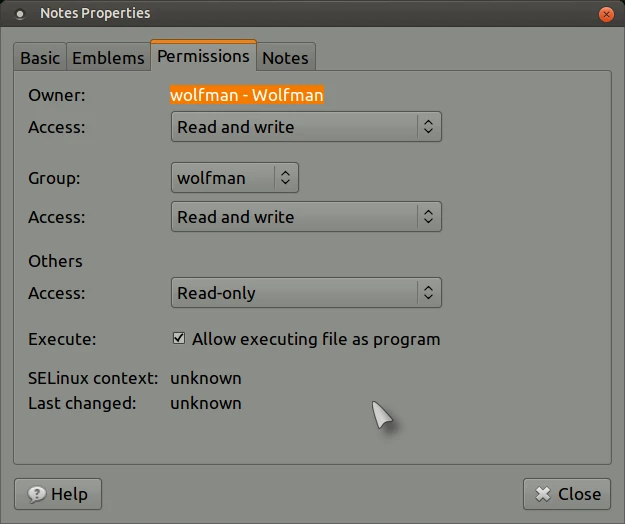 Notes Properties
Basic Emblems Permissions Notes
Owner: wolfman - Wolfman
Access: Read and write
Group: wolfman
Access: Read and write
Others
Access: Read-only
Execute: Allow executing file as program
SELinux context: unknown
Last changed: unknown
Help Close